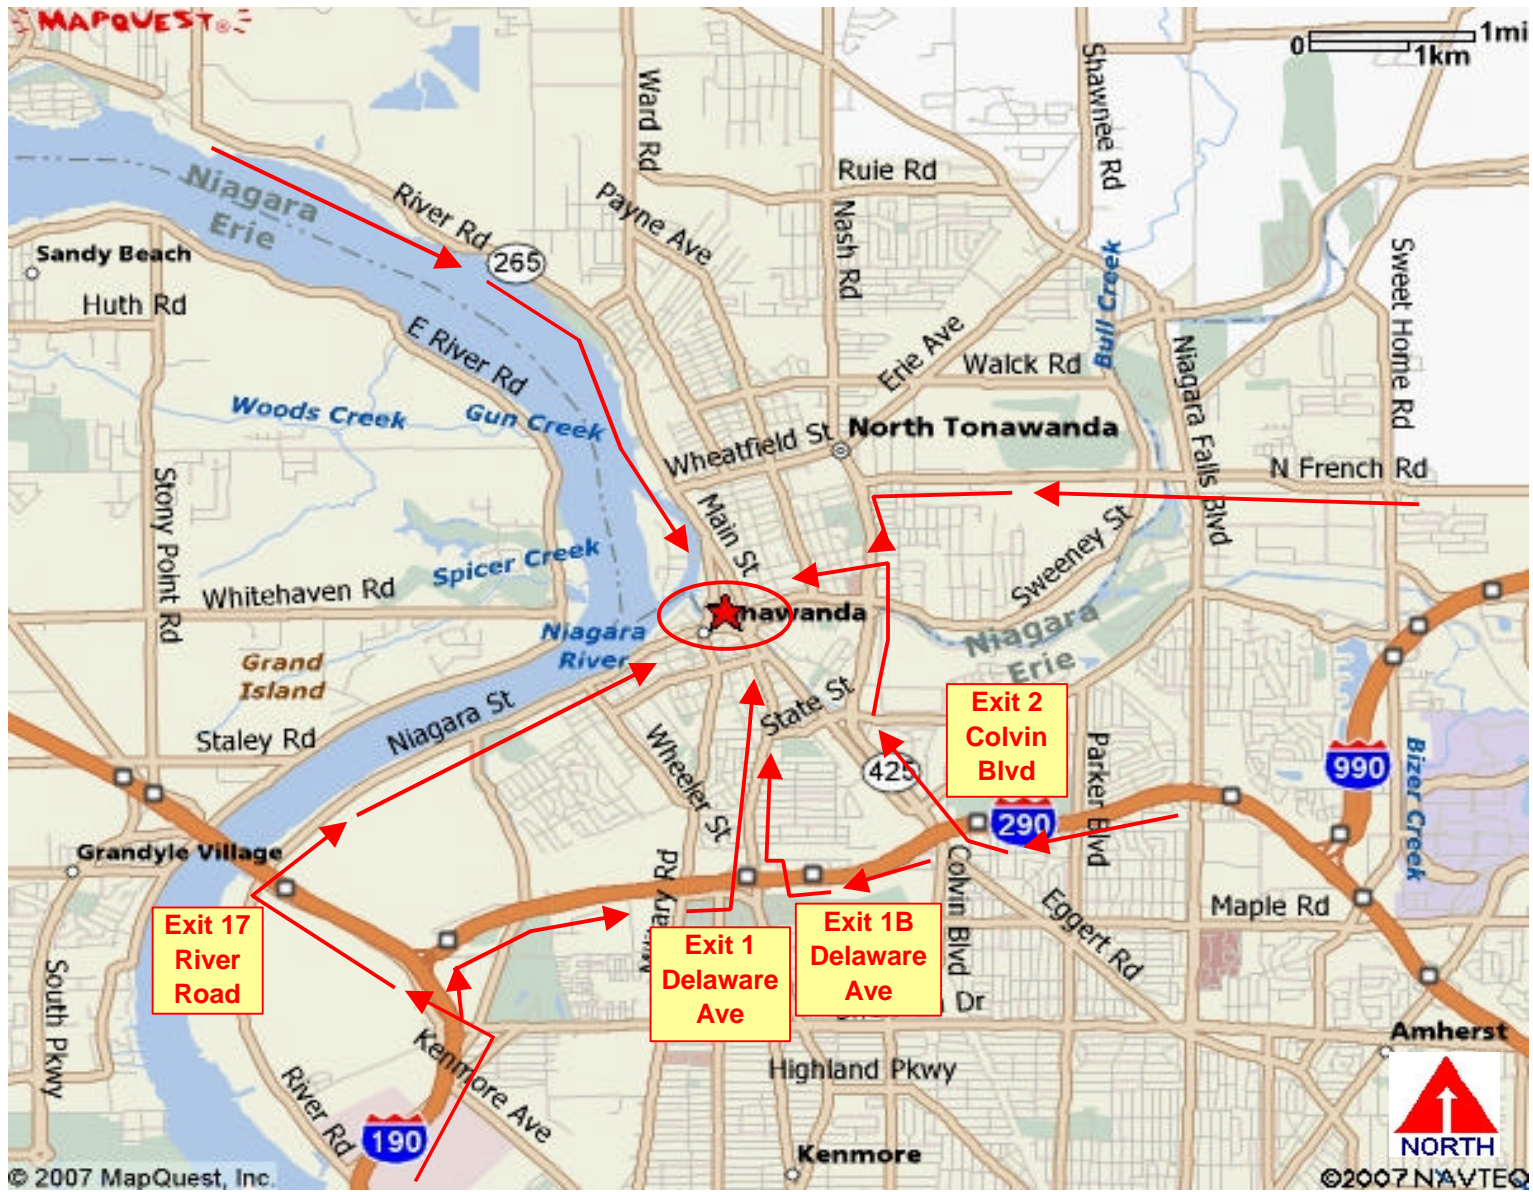 MAPQUEST®
0 1mi
1km
Shawnee Rd
Ward Rd
Ruie Rd
Niagara
Erie
River Rd
265
Payne Ave
Nash Rd
Sandy Beach
Huth Rd
E River Rd
Bull Creek
Sweet Home Rd
Erie Ave
Walck Rd
Niagara Falls Blvd
Woods Creek
Gun Creek
North Tonawanda
Wheatfield St
N French Rd
Stony Point Rd
Main St
Sweeney St
Spicer Creek
Whitehaven Rd
nawanda
Niagara
River
Niagara
Erie
Grand
Island
State St
Niagara St
Staley Rd
Wheeler St
425
Exit 2
Colvin
Blvd
Parker Blvd
990
Bizer Creek
290
Grandyle Village
Colvin Blvd
Eggert Rd
Maple Rd
Exit 17
River
Road
Exit 1
Delaware
Ave
Exit 1B
Delaware
Ave
Dr
South Pkwy
Kenmore Ave
Amherst
Highland Pkwy
River Rd
190
Kenmore
NORTH
© 2007 MapQuest, Inc.
©2007 NAVTEQ